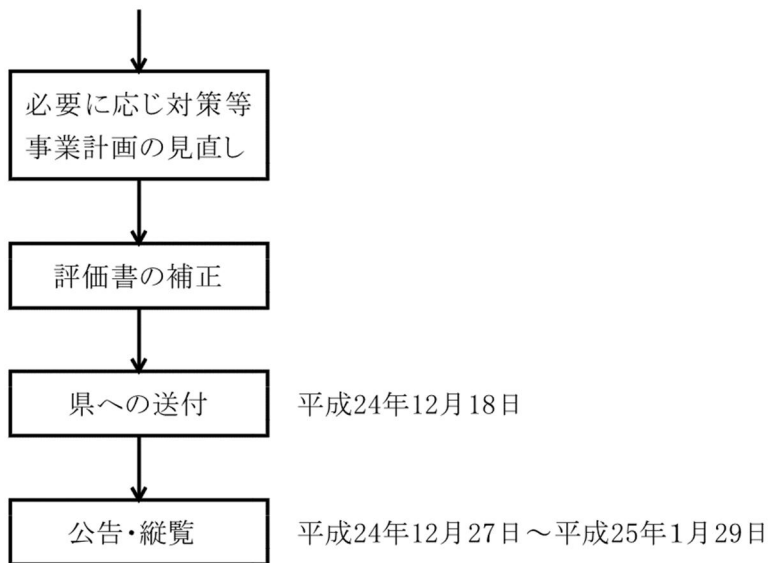 必要に応じ対策等
事業計画の見直し
評価書の補正
県への送付
平成24年12月18日
公告・縦覧
平成24年12月27日～平成25年1月29日